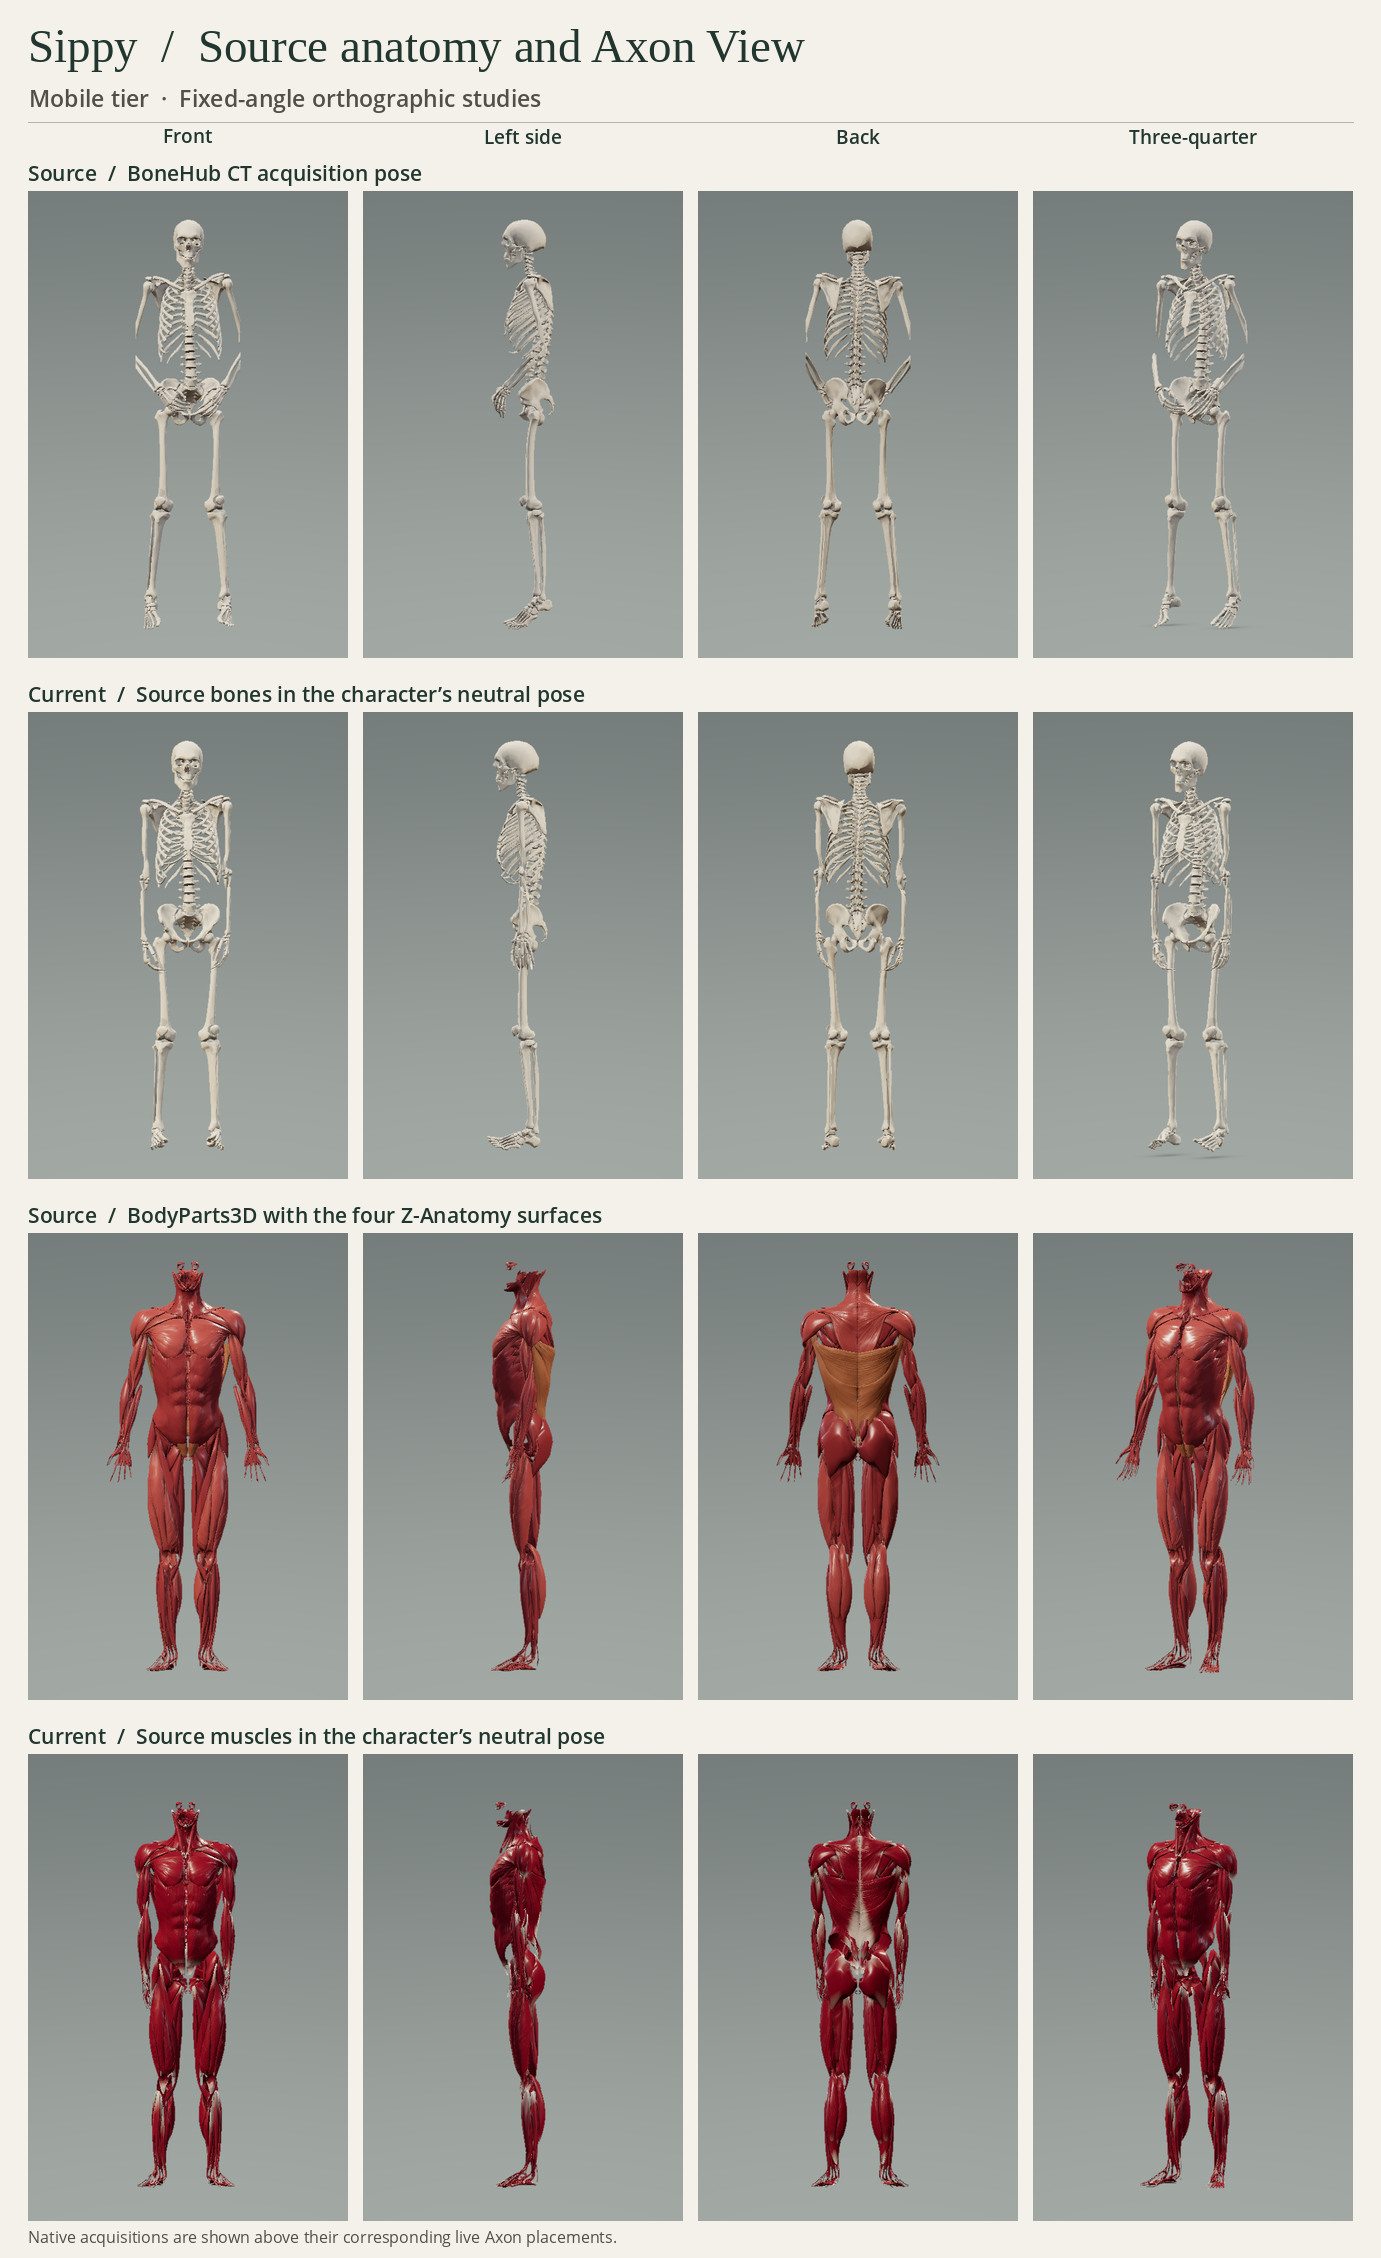 Sippy / Source anatomy and Axon View
Mobile tier · Fixed-angle orthographic studies
Front Left side Back Three-quarter
Source / BoneHub CT acquisition pose
Current / Source bones in the character’s neutral pose
Source / BodyParts3D with the four Z-Anatomy surfaces
Current / Source muscles in the character’s neutral pose
Native acquisitions are shown above their corresponding live Axon placements.